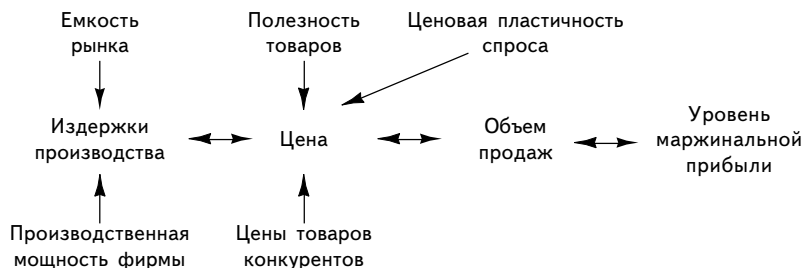 Емкость
рынка
Полезность
товаров
Ценовая пластичность
спроса
Издержки
производства
Цена
Объем
продаж
Уровень
маржинальной
прибыли
Производственная
мощность фирмы
Цены товаров
конкурентов